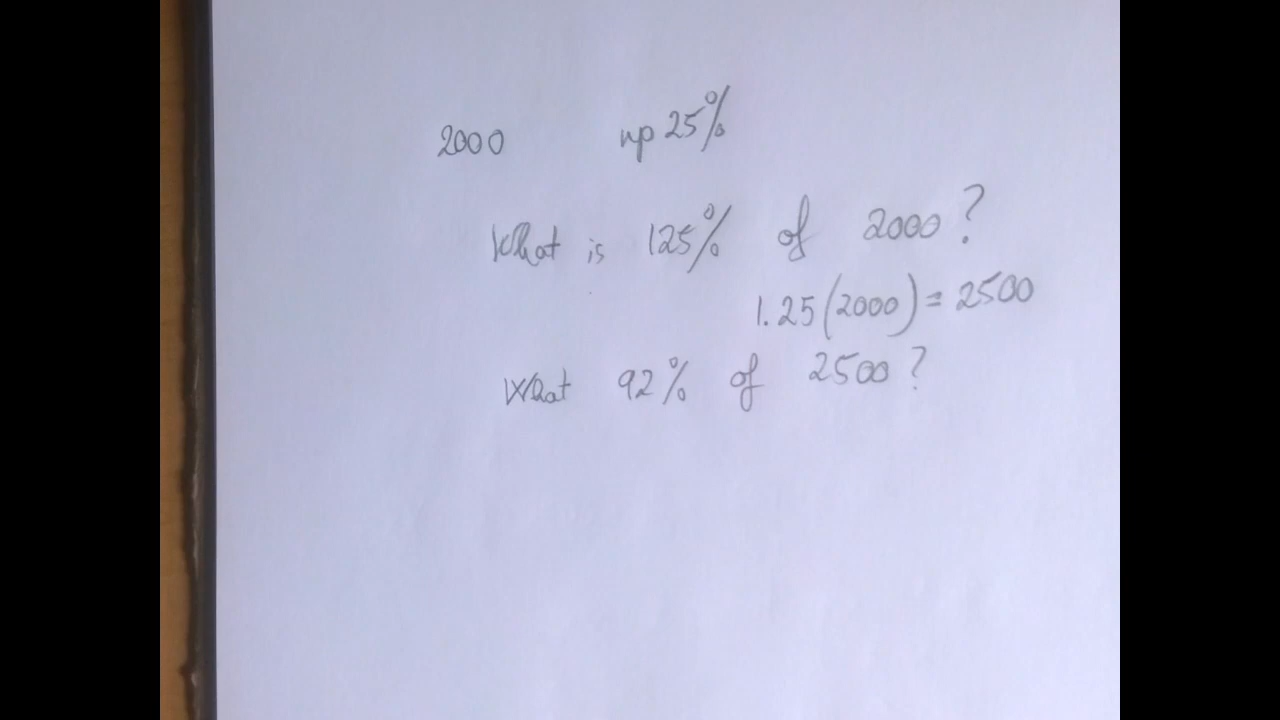 2000 up 25%
What is 125% of 2000?
1.25(2000) = 2500
What 92% of 2500?